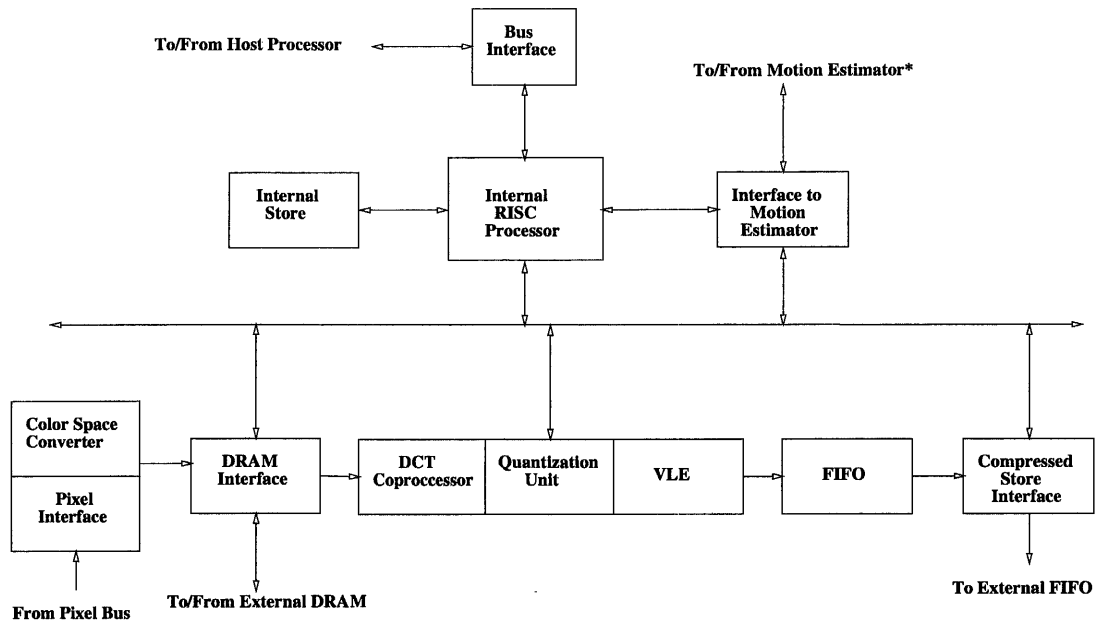 Bus
Interface
To/From Host Processor
To/From Motion Estimator*
Internal
Store
Internal
RISC
Processor
Interface to
Motion
Estimator
Color Space
Converter
Pixel
Interface
DRAM
Interface
DCT
Coproccessor
Quantization
Unit
VLE
FIFO
Compressed
Store
Interface
From Pixel Bus
To/From External DRAM
To External FIFO